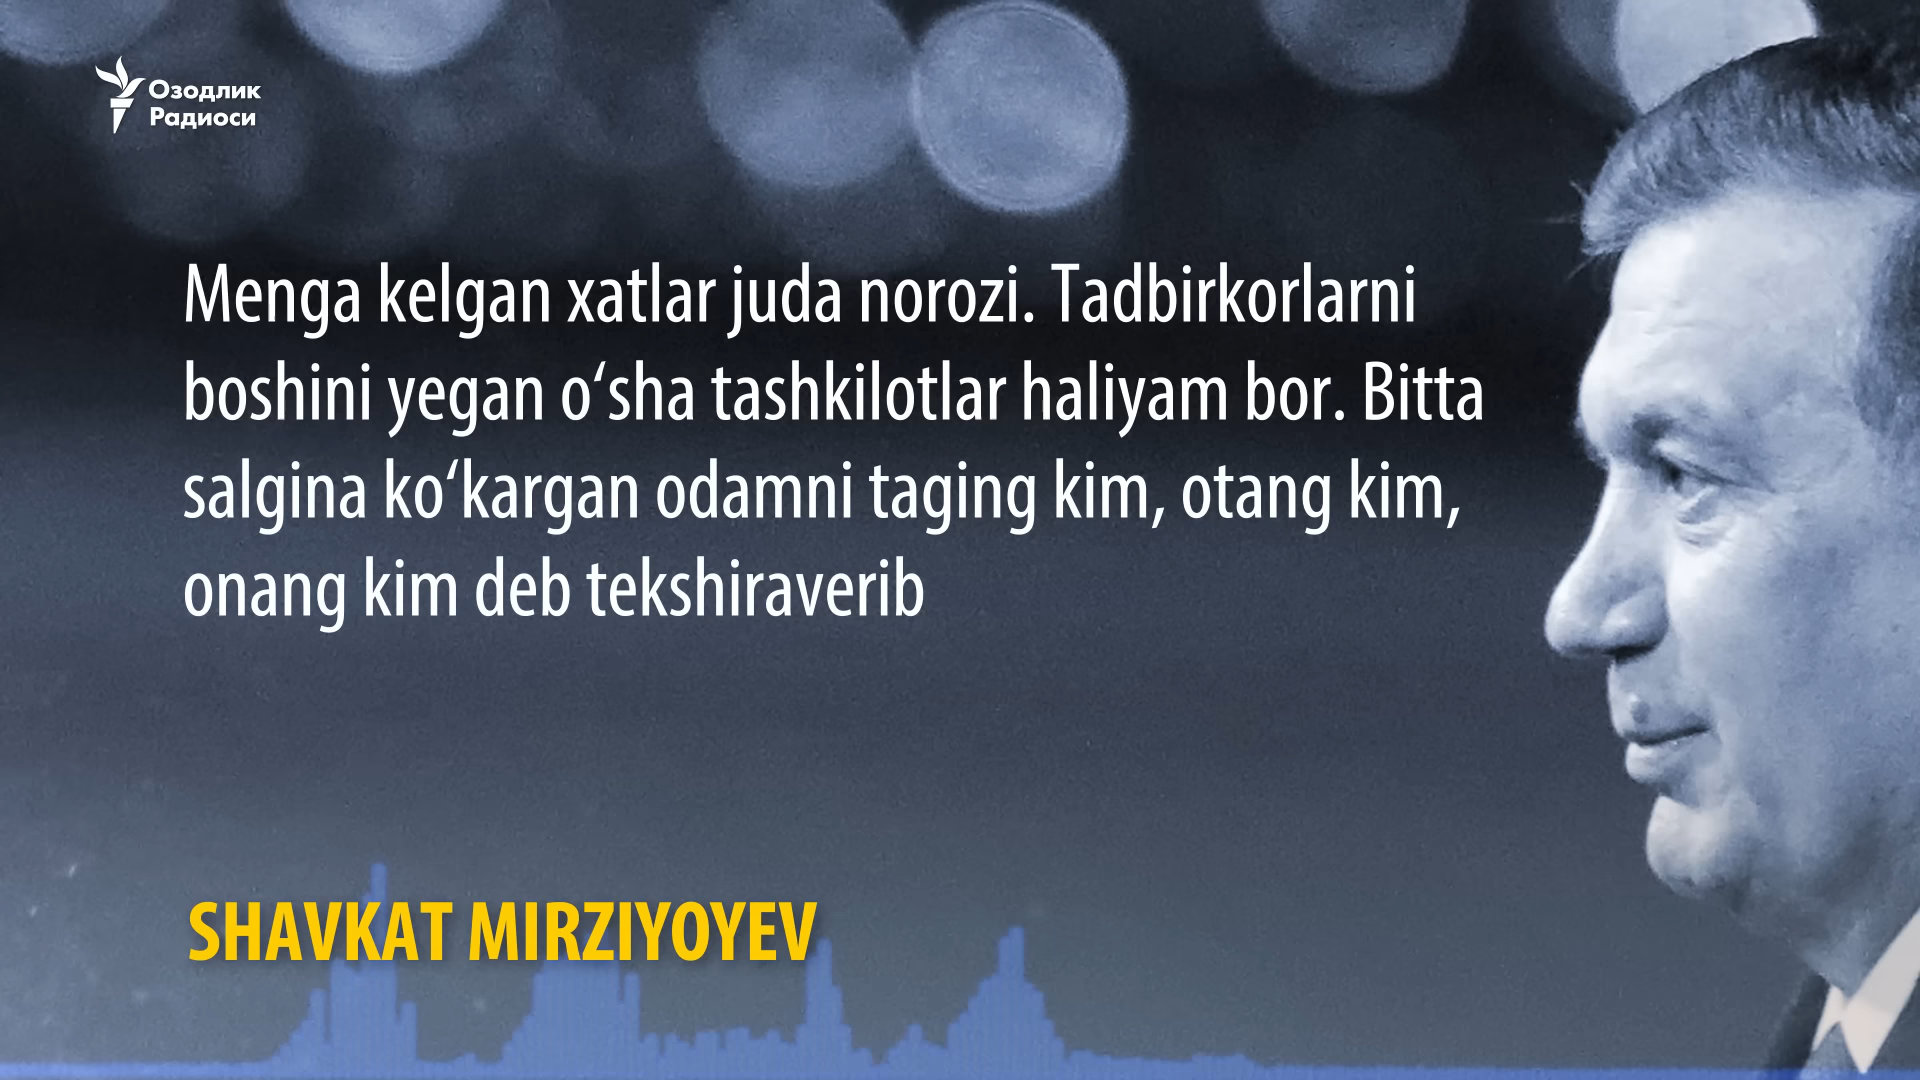 Озодлик
Радиоси
Menga kelgan xatlar juda norozi. Tadbirkorlarni
boshini yegan o‘sha tashkilotlar haliyam bor. Bitta
salgina ko‘kargan odamni taging kim, otang kim,
onang kim deb tekshiraverib
SHAVKAT MIRZIYOYEV